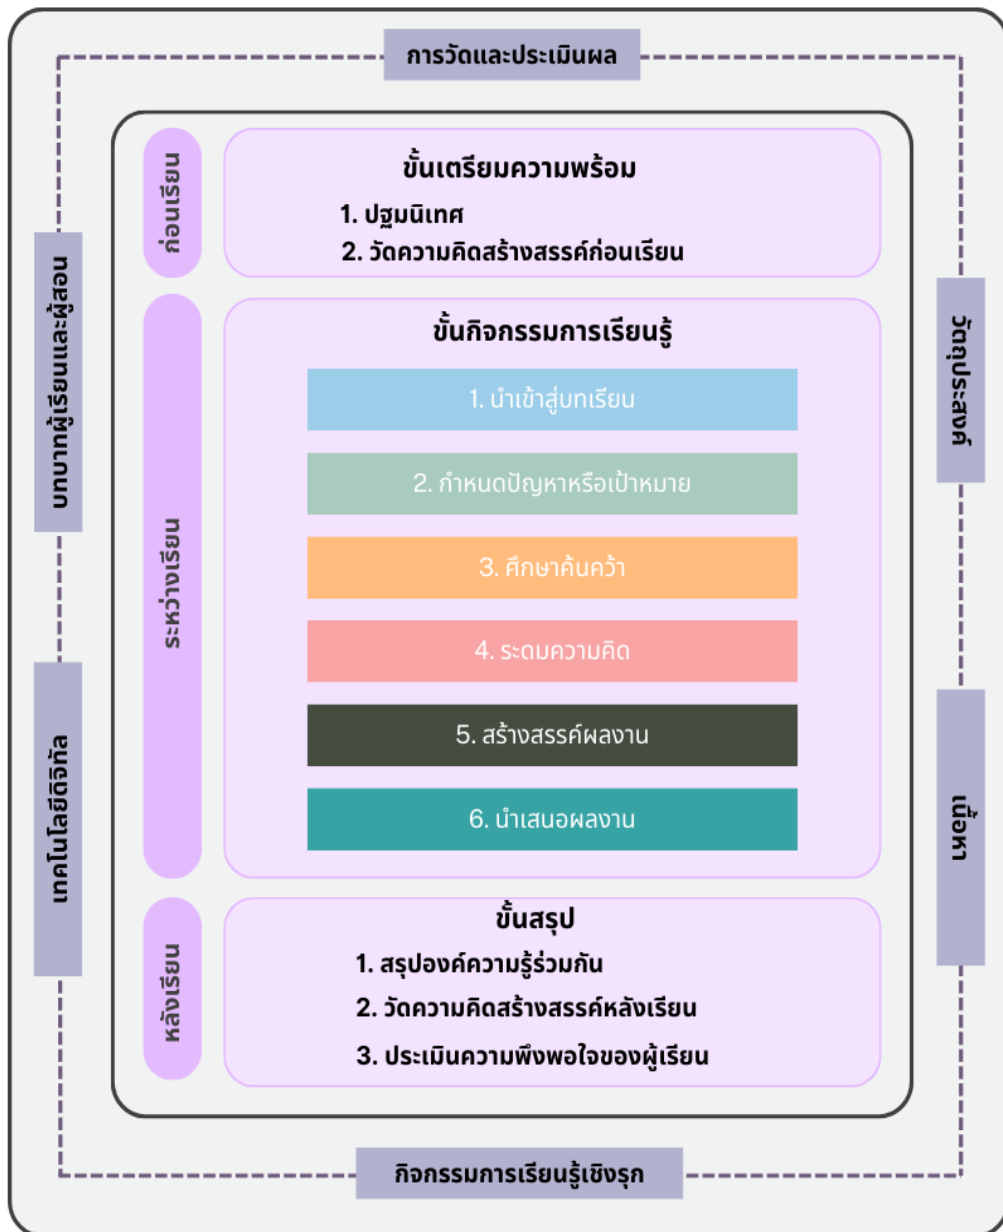 การวัดและประเมินผล
ก่อนเรียน
ขั้นเตรียมความพร้อม
1. ปฐมนิเทศ
2. วัดความคิดสร้างสรรค์ก่อนเรียน
บทบาทผู้เรียนและผู้สอน
วัตถุประสงค์
ระหว่างเรียน
ขั้นกิจกรรมการเรียนรู้
1. นำเข้าสู่บทเรียน
2. กำหนดปัญหาหรือเป้าหมาย
3. ศึกษาค้นคว้า
4. ระดมความคิด
5. สร้างสรรค์ผลงาน
6. นำเสนอผลงาน
เทคโนโลยีดิจิทัล
เนื้อหา
หลังเรียน
ขั้นสรุป
1. สรุปองค์ความรู้ร่วมกัน
2. วัดความคิดสร้างสรรค์หลังเรียน
3. ประเมินความพึงพอใจของผู้เรียน
กิจกรรมการเรียนรู้เชิงรุก